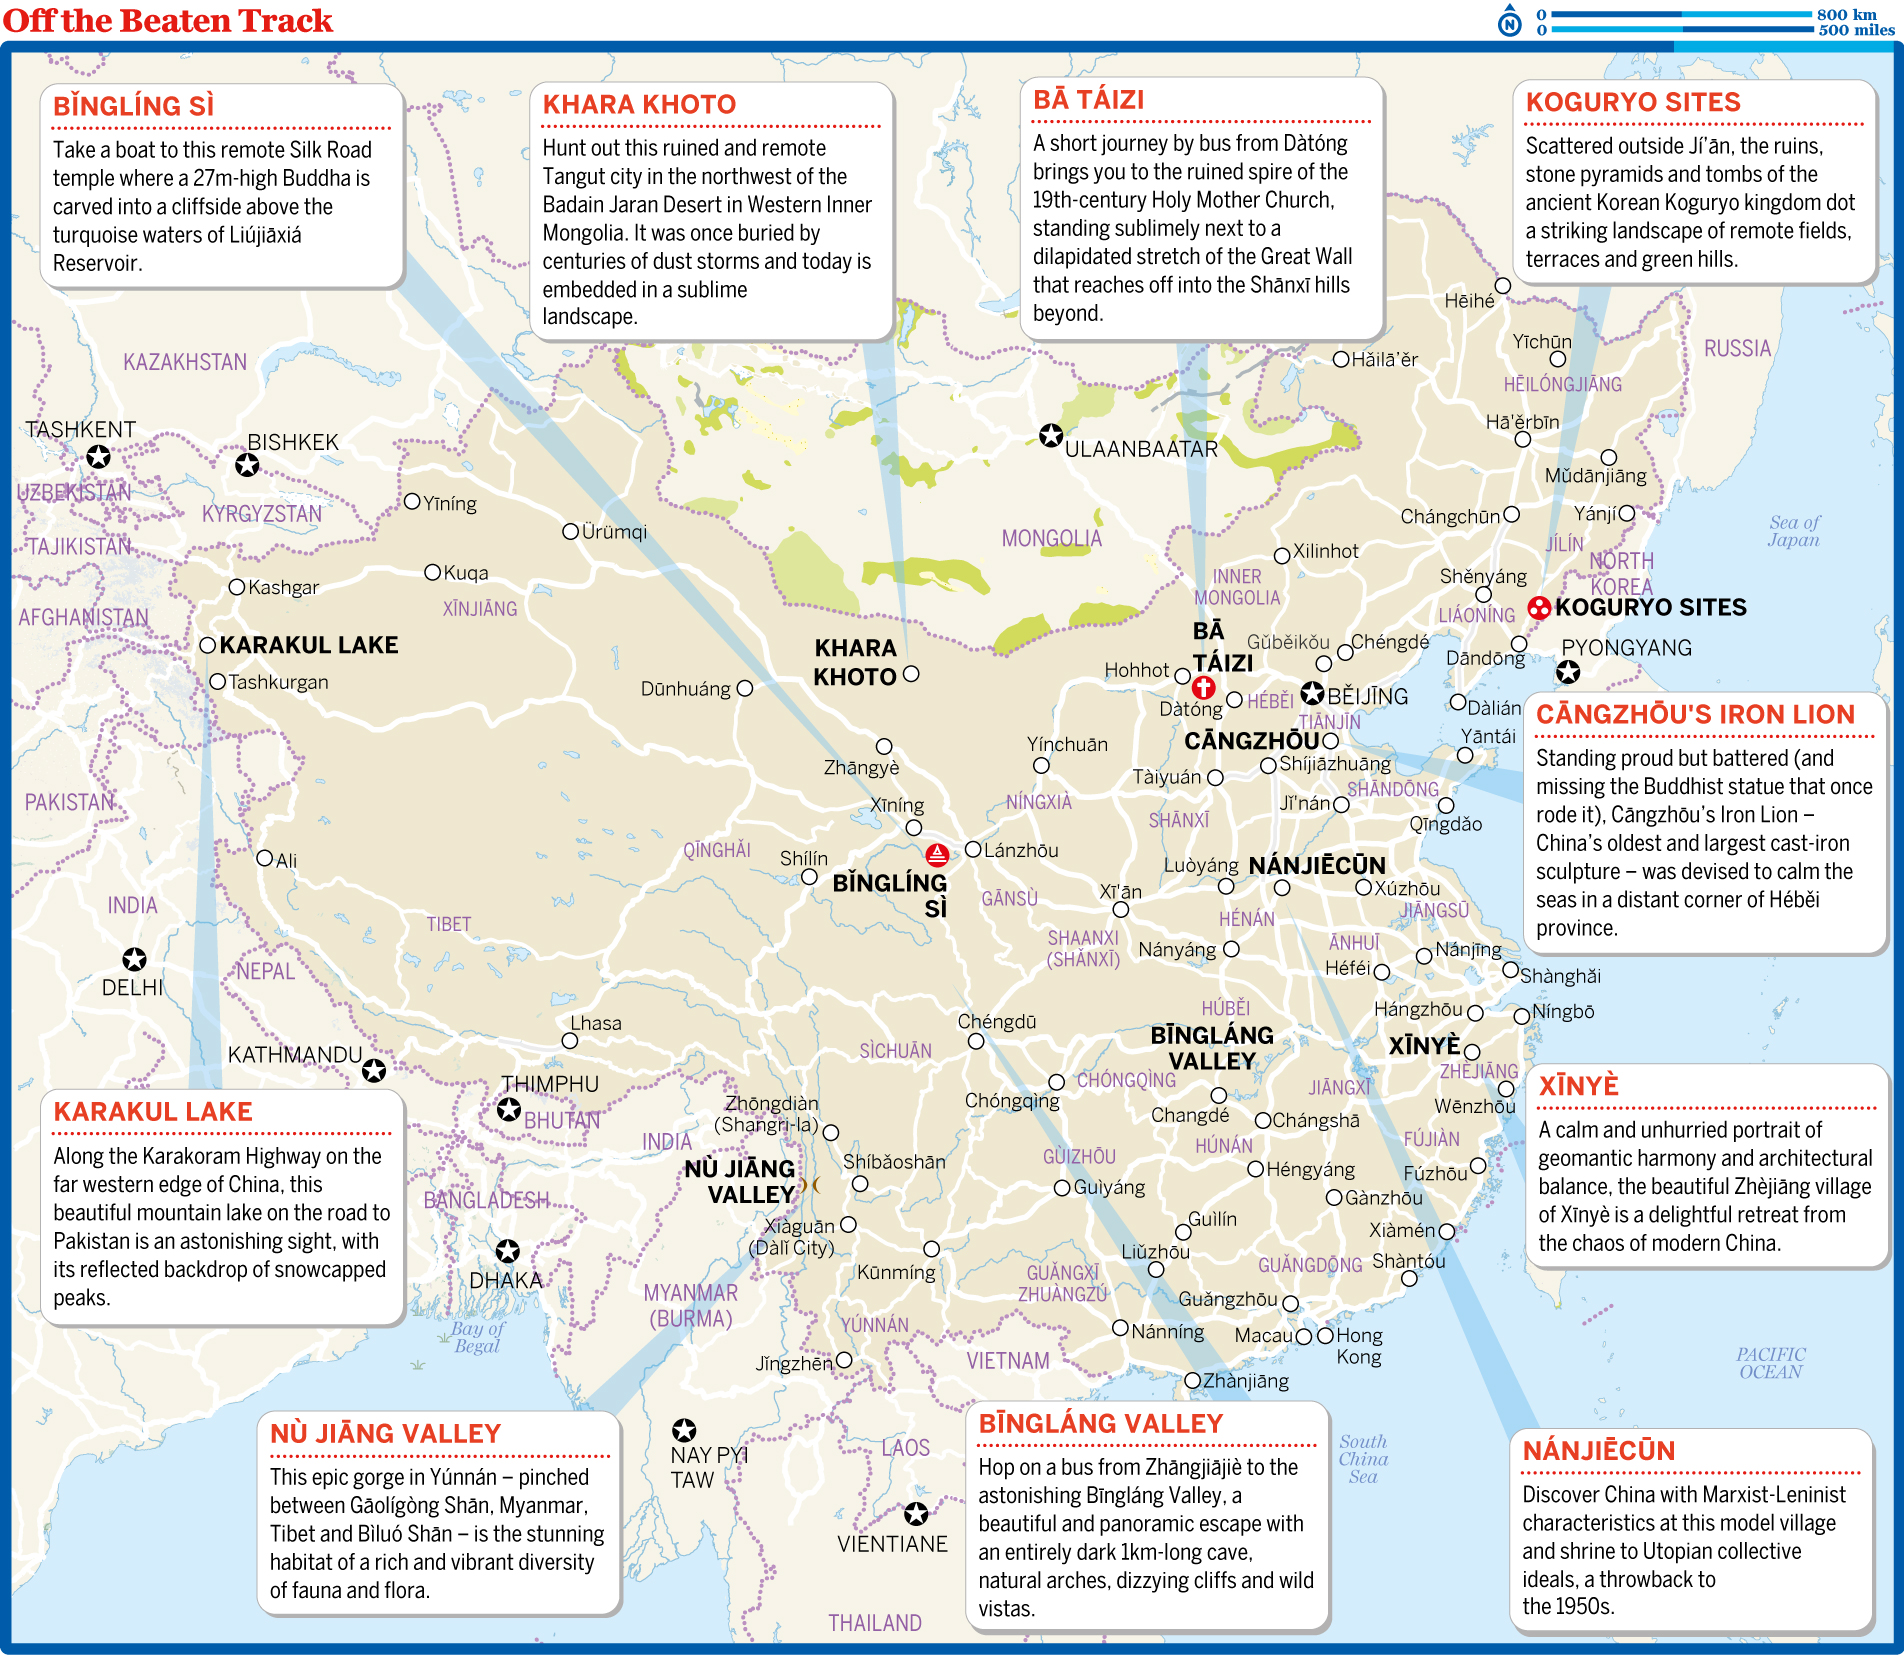 Off the Beaten Track
N
0 800 km
0 500 miles
BǏNGLÍNG SÌ
Take a boat to this remote Silk Road
temple where a 27m-high Buddha is
carved into a cliffside above the
turquoise waters of Liújiāxiá
Reservoir.
KHARA KHOTO
Hunt out this ruined and remote
Tangut city in the northwest of the
Badain Jaran Desert in Western Inner
Mongolia. It was once buried by
centuries of dust storms and today is
embedded in a sublime
landscape.
BĀ TÁIZI
A short journey by bus from Dàtóng
brings you to the ruined spire of the
19th-century Holy Mother Church,
standing sublimely next to a
dilapidated stretch of the Great Wall
that reaches off into the Shānxī hills
beyond.
KOGURYO SITES
Scattered outside Jí’ān, the ruins,
stone pyramids and tombs of the
ancient Korean Koguryo kingdom dot
a striking landscape of remote fields,
terraces and green hills.
Hēihé
Yīchūn
RUSSIA
KAZAKHSTAN
Hǎilā’ěr
HĒILÓNGJIĀNG
TASHKENT
BISHKEK
Hā'ěrbīn
ULAANBAATAR
Mǔdānjiāng
UZBEKISTAN
KYRGYZSTAN
Yīníng
Ürümqi
Chángchūn
Yánjí
Sea of
Japan
TAJIKISTAN
MONGOLIA
Xilinhot
JÍLÍN
NORTH
KOREA
Kashgar
Kuqa
XĪNJIĀNG
INNER
MONGOLIA
Shěnyáng
LIÁONÍNG
KOGURYO SITES
AFGHANISTAN
KARAKUL LAKE
Tashkurgan
KHARA
KHOTO
BĀ
TÁIZI
Gǔběikǒu
Chéngdé
Dāndōng
PYONGYANG
Dūnhuáng
Hohhot
Dàtóng
HÉBĚI
BĚIJĪNG
TIĀNJĪN
Dàlián
CĀNGZHŌU
Yāntái
Zhāngyè
Yínchuān
Tàiyuán
Shíjiāzhuāng
CĀNGZHŌU'S IRON LION
Standing proud but battered (and
missing the Buddhist statue that once
rode it), Cāngzhōu’s Iron Lion –
China’s oldest and largest cast-iron
sculpture – was devised to calm the
seas in a distant corner of Héběi
province.
PAKISTAN
Xīníng
NÍNGXIÀ
SHĀNXĪ
Jǐ'nán
SHĀNDŌNG
Qīngdǎo
Ali
QĪNGHǍI
Shílín
Lánzhōu
BǏNGLÍNG
SÌ
Luòyáng
NÁNJIĒCŪN
Xúzhōu
INDIA
GĀNSÙ
Xī'ān
JIĀNGSŪ
HÉNÁN
TIBET
DELHI
NEPAL
SHAANXI
(SHǍNXĪ)
Nányáng
ĀNHUĪ
Nánjīng
Héféi
Shànghǎi
Lhasa
KATHMANDU
Chéngdū
SÌCHUĀN
HÚBĚI
Hángzhōu
Níngbō
BĪNGLÁNG
VALLEY
XĪNYÈ
THIMPHU
BHUTAN
CHÓNGQÌNG
Chóngqìng
ZHÈJIĀNG
JIĀNGXĪ
Wēnzhōu
KARAKUL LAKE
Along the Karakoram Highway on the
far western edge of China, this
beautiful mountain lake on the road to
Pakistan is an astonishing sight, with
its reflected backdrop of snowcapped
peaks.
XĪNYÈ
A calm and unhurried portrait of
geomantic harmony and architectural
balance, the beautiful Zhèjiāng village
of Xīnyè is a delightful retreat from
the chaos of modern China.
Zhōngdiàn
(Shangri-la)
INDIA
Changdé
Chángshā
HÚNÁN
FÚJIÀN
NÙ JIĀNG
VALLEY
Shíbǎoshān
GÙIZHŌU
Guìyáng
Héngyáng
Fúzhōu
Gànzhōu
BANGLADESH
Xiàguān
(Dàlǐ City)
Guìlín
Xiàmén
DHAKA
Kūnmíng
Liǔzhōu
GUǍNGXĪ
ZHUÀNGZÚ
GUǍNGDŌNG
Shàntóu
MYANMAR
(BURMA)
YÚNNÁN
Guǎngzhōu
Nánníng
Macau
Hong
Kong
Bay of
Begal
Jǐngzhēn
VIETNAM
Zhànjiāng
PACIFIC
OCEAN
NÙ JIĀNG VALLEY
This epic gorge in Yúnnán – pinched
between Gāolígòng Shān, Myanmar,
Tibet and Bìluó Shān – is the stunning
habitat of a rich and vibrant diversity
of fauna and flora.
NAY PYI
TAW
LAOS
VIENTIANE
THAILAND
BĪNGLÁNG VALLEY
Hop on a bus from Zhāngjiājiè to the
astonishing Bīngláng Valley, a
beautiful and panoramic escape with
an entirely dark 1km-long cave,
natural arches, dizzying cliffs and wild
vistas.
South
China
Sea
NÁNJIĒCŪN
Discover China with Marxist-Leninist
characteristics at this model village
and shrine to Utopian collective
ideals, a throwback to
the 1950s.